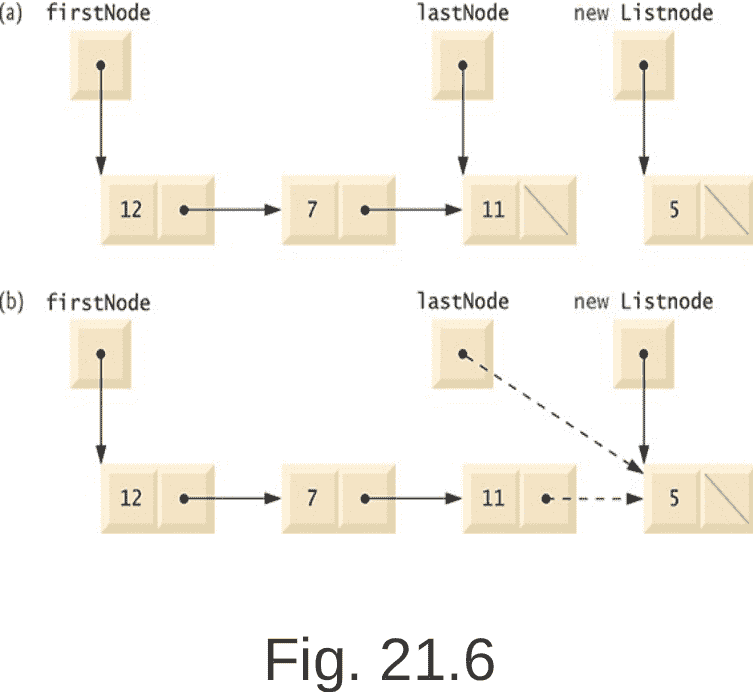 (a) firstNode lastNode new Listnode
12 7 11 5
(b) firstNode lastNode new Listnode
12 7 11 5
Fig. 21.6